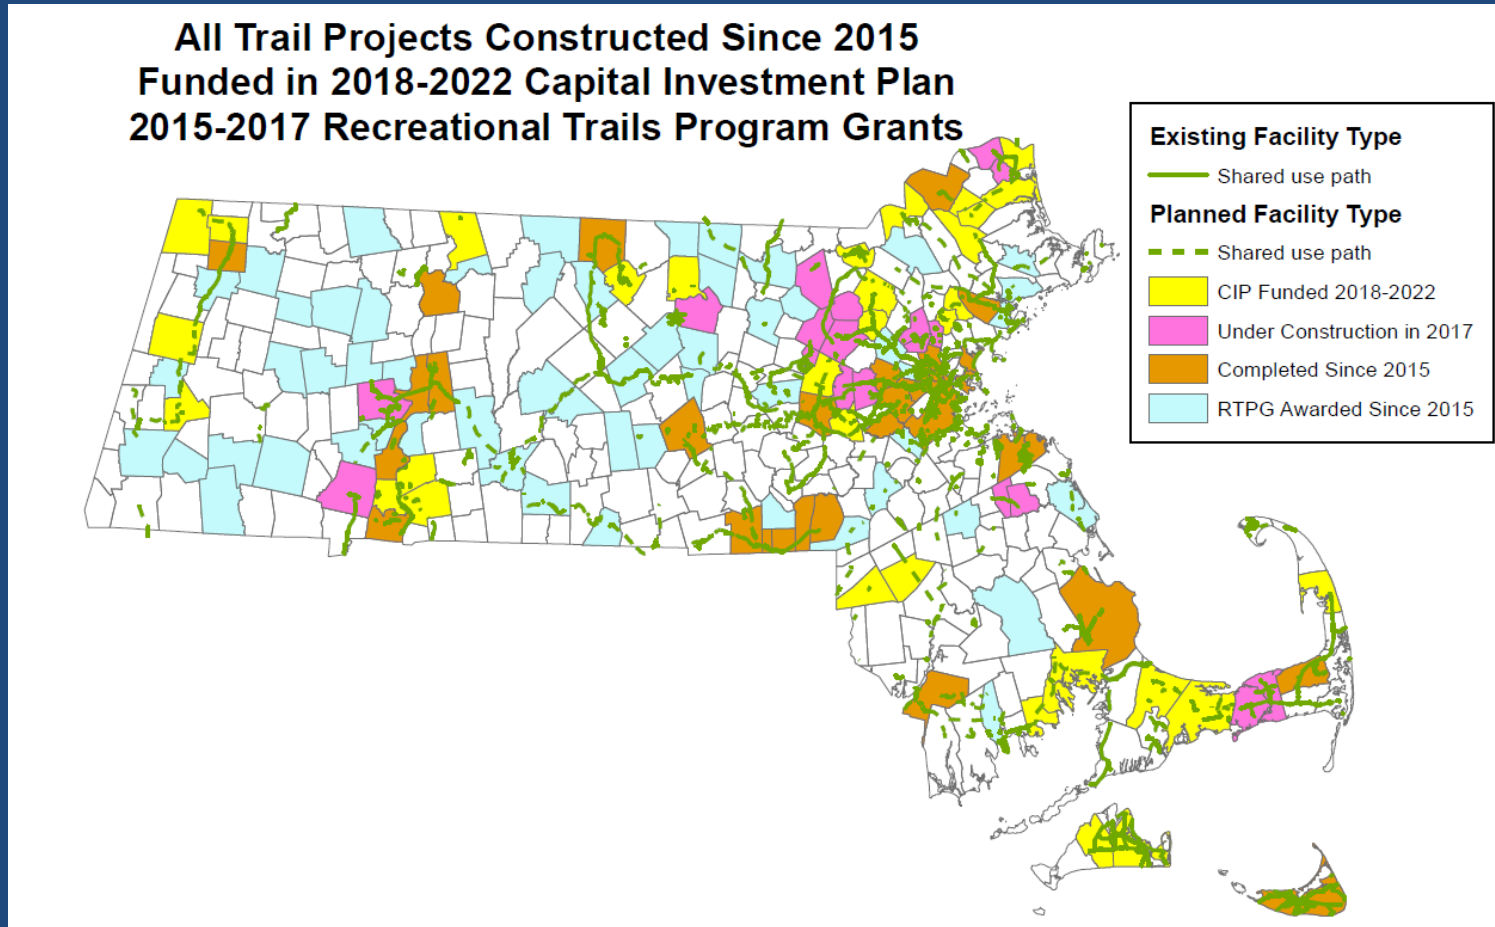 All Trail Projects Constructed Since 2015
Funded in 2018-2022 Capital Investment Plan
2015-2017 Recreational Trails Program Grants
Existing Facility Type
Shared use path
Planned Facility Type
Shared use path
CIP Funded 2018-2022
Under Construction in 2017
Completed Since 2015
RTPG Awarded Since 2015